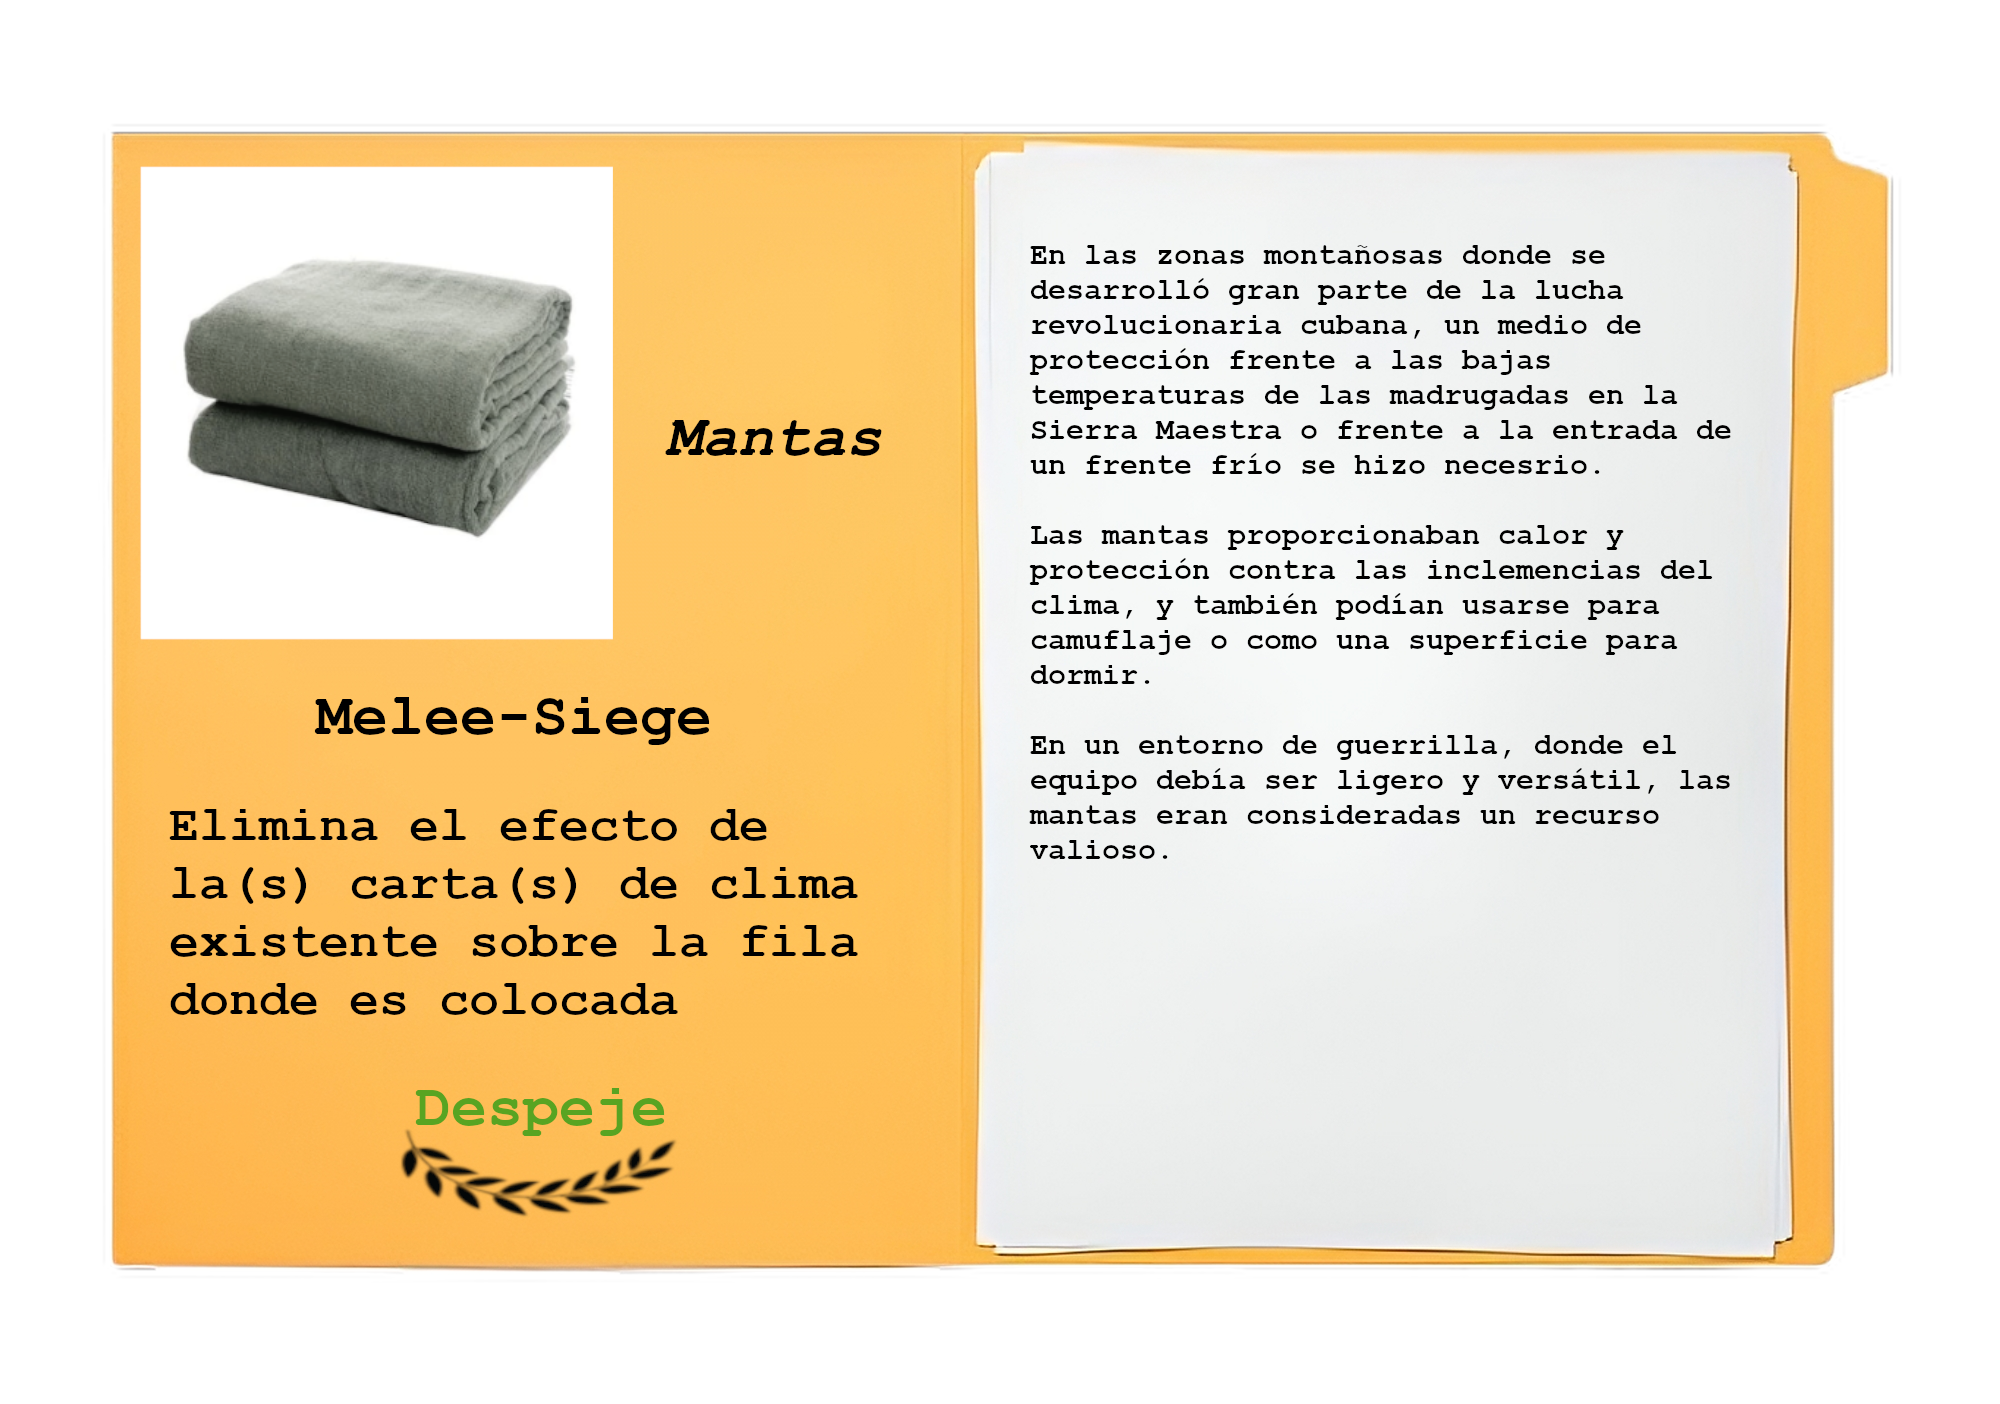 Mantas
Melee-Siege
Elimina el efecto de
la(s) carta(s) de clima
existente sobre la fila
donde es colocada
Despeje
En las zonas montañosas donde se
desarrolló gran parte de la lucha
revolucionaria cubana, un medio de
protección frente a las bajas
temperaturas de las madrugadas en la
Sierra Maestra o frente a la entrada de
un frente frío se hizo necesrio.
Las mantas proporcionaban calor y
protección contra las inclemencias del
clima, y también podían usarse para
camuflaje o como una superficie para
dormir.
En un entorno de guerrilla, donde el
equipo debía ser ligero y versátil, las
mantas eran consideradas un recurso
valioso.